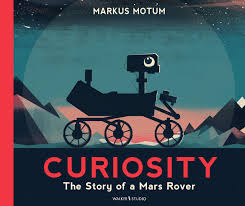 MARKUS MOTUM
CURIOSITY
The Story of a Mars Rover
WALKER STUDIO